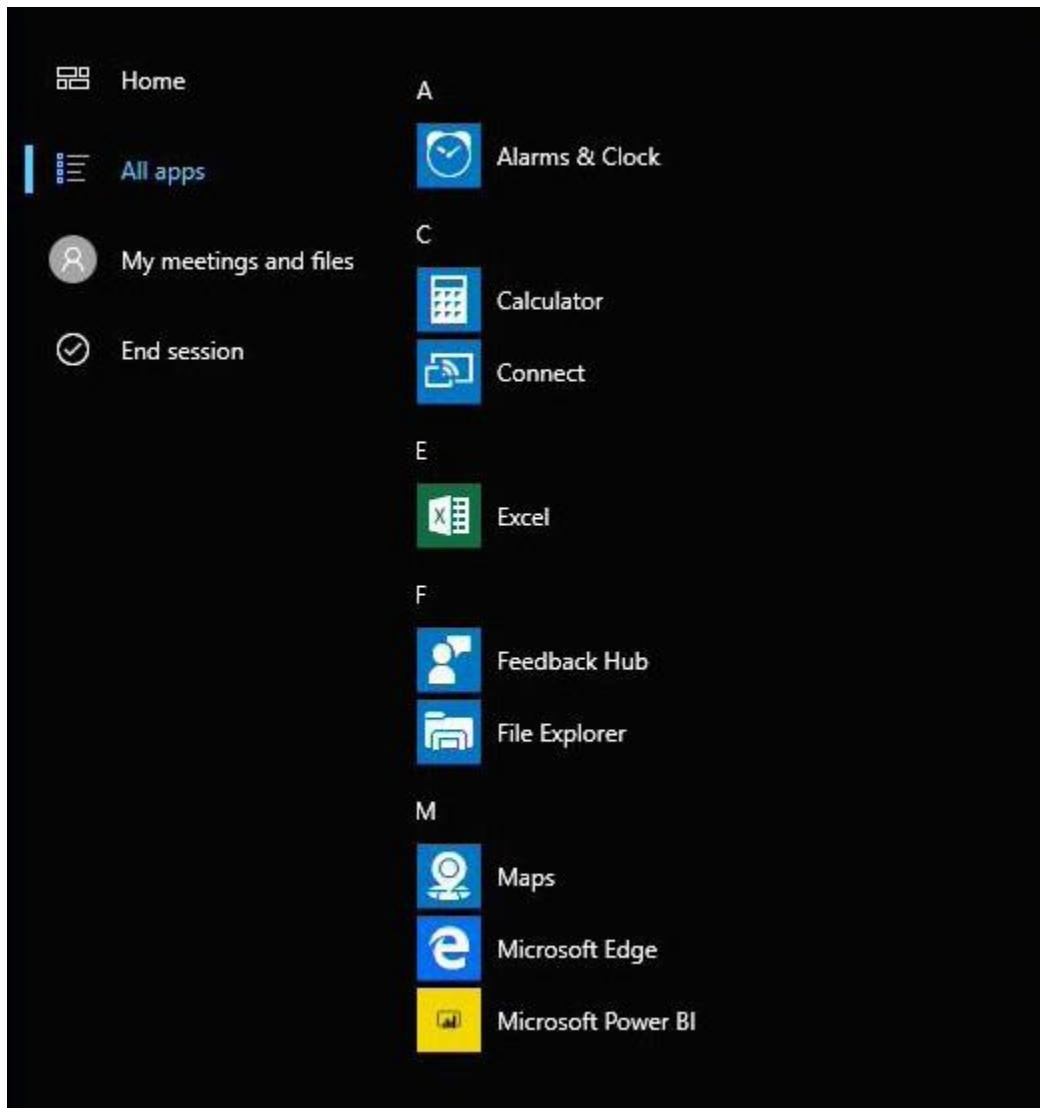 Home
All apps
My meetings and files
End session
A
Alarms & Clock
C
Calculator
Connect
E
Excel
F
Feedback Hub
File Explorer
M
Maps
Microsoft Edge
Microsoft Power BI